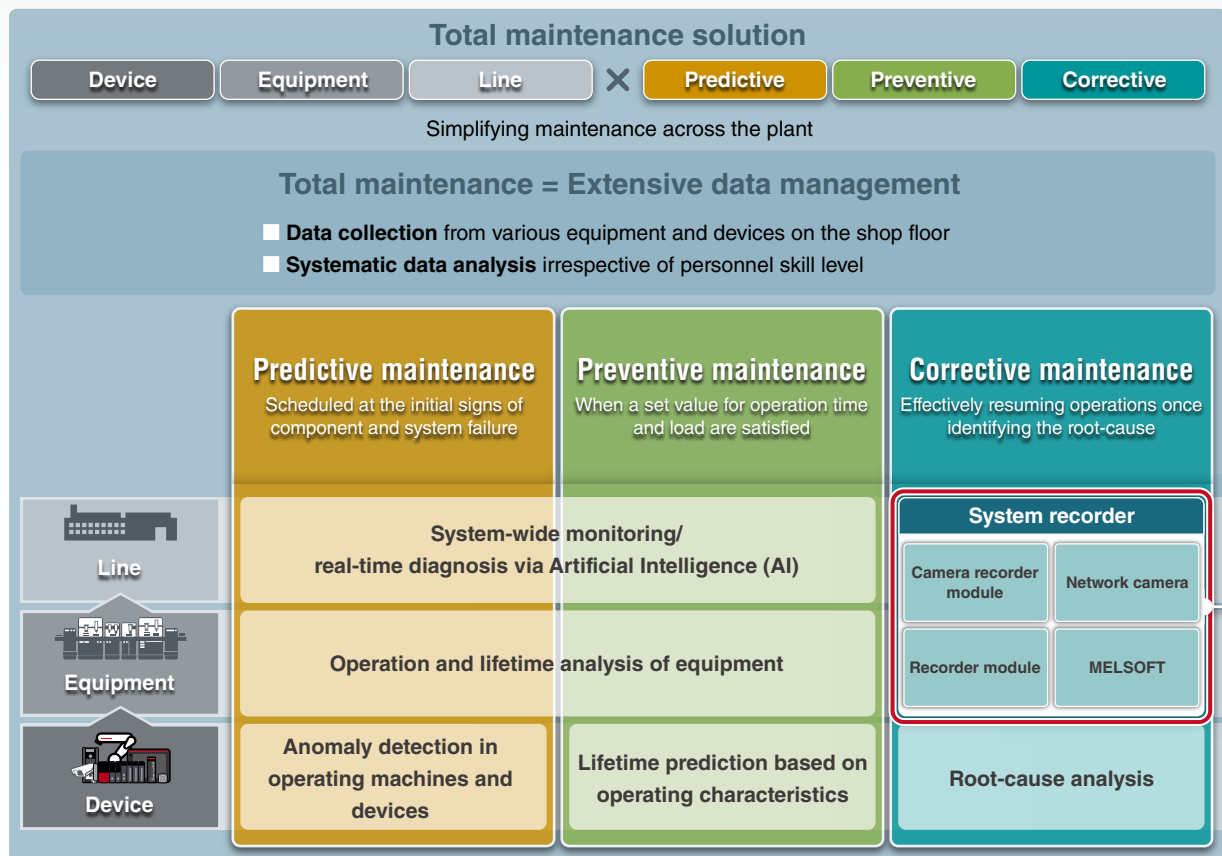 Total maintenance solution
Device
Equipment
Line
×
Predictive
Preventive
Corrective
Simplifying maintenance across the plant
Total maintenance = Extensive data management
Data collection from various equipment and devices on the shop floor
Systematic data analysis irrespective of personnel skill level
Predictive maintenance
Scheduled at the initial signs of
component and system failure
Preventive maintenance
When a set value for operation time
and load are satisfied
Corrective maintenance
Effectively resuming operations once
identifying the root-cause
Line
System-wide monitoring/
real-time diagnosis via Artificial Intelligence (AI)
System recorder
Camera recorder
module
Network camera
Recorder module
MELSOFT
Equipment
Operation and lifetime analysis of equipment
Device
Anomaly detection in
operating machines and
devices
Lifetime prediction based on
operating characteristics
Root-cause analysis